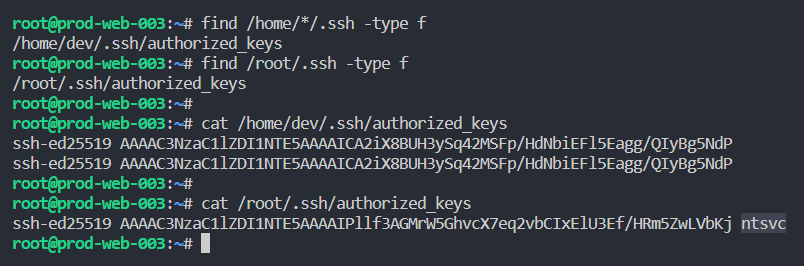 root@prod-web-003:~# find /home/*/.ssh -type f
/home/dev/.ssh/authorized_keys
root@prod-web-003:~# find /root/.ssh -type f
/root/.ssh/authorized_keys
root@prod-web-003:~#
root@prod-web-003:~# cat /home/dev/.ssh/authorized_keys
ssh-ed25519 AAAAC3NzaC1lZDI1NTE5AAAAICA2iX8BUH3ySq42MSFp/HdNbiEFl5Eagg/QIyBg5NdP
ssh-ed25519 AAAAC3NzaC1lZDI1NTE5AAAAICA2iX8BUH3ySq42MSFp/HdNbiEFl5Eagg/QIyBg5NdP
root@prod-web-003:~#
root@prod-web-003:~# cat /root/.ssh/authorized_keys
ssh-ed25519 AAAAC3NzaC1lZDI1NTE5AAAAIPllf3AGMrW5GhvcX7eq2vbCIxElU3Ef/HRm5ZwLVbKj ntsvc
root@prod-web-003:~#